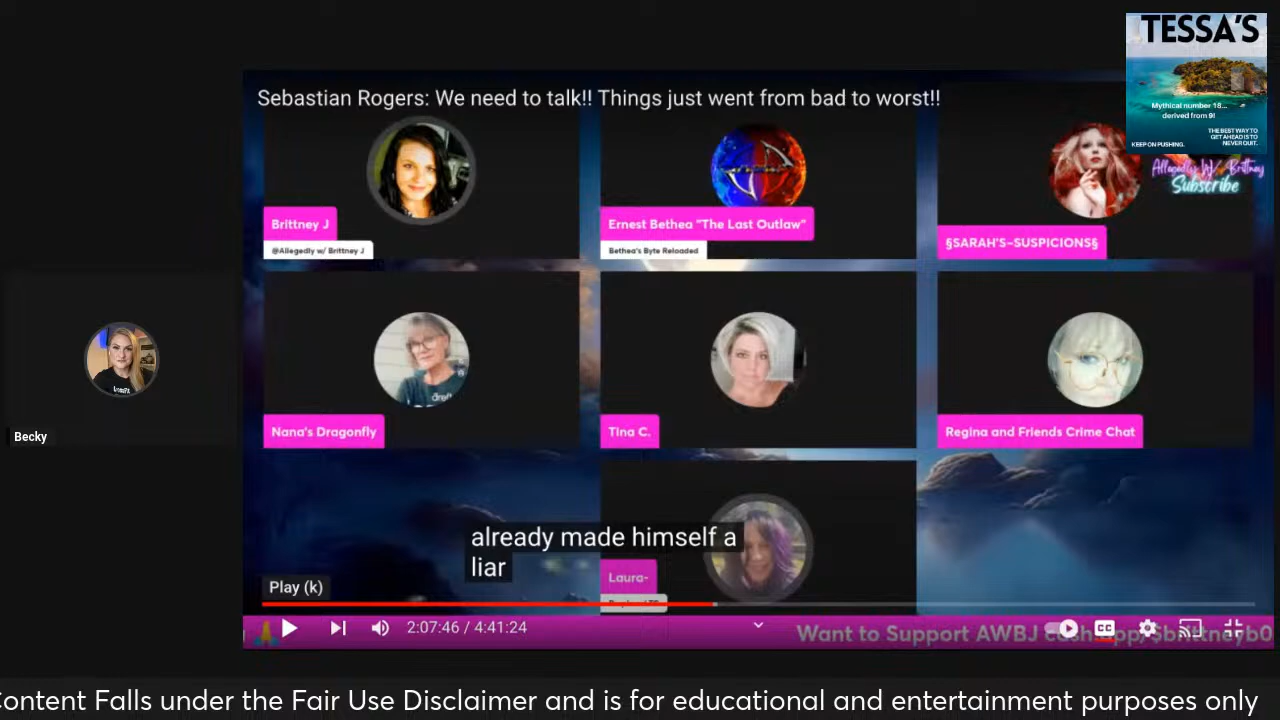 TESSA'S
Mythical number 18...
derived from 9!
THE BEST WAY TO
GET AHEAD IS TO
NEVER QUIT.
KEEP ON PUSHING.
Sebastian Rogers: We need to talk!! Things just went from bad to worst!!
Allegedly W/ Brittney
Subscribe
Brittney J
@Allegedly w/ Brittney J
Ernest Bethea "The Last Outlaw"
Bethea's Byte Reloaded
§SARAH'S-SUSPICIONS§
Becky
Nana's Dragonfly
Tina C.
Regina and Friends Crime Chat
already made himself a
liar
Laura-
Play (k)
2:07:46 / 4:41:24
CC
Want to Support AWBJ cash.app/$brittneyb0
Content Falls under the Fair Use Disclaimer and is for educational and entertainment purposes only